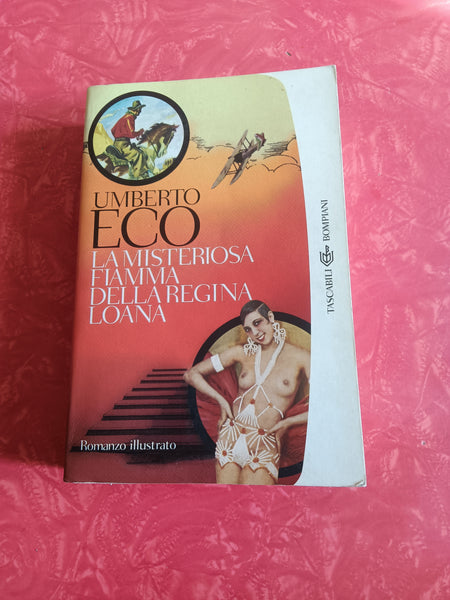 UMBERTO
ECO
LA MISTERIOSA
FIAMMA
DELLA REGINA
LOANA
Romanzo illustrato
TASCABILI BOMPIANI